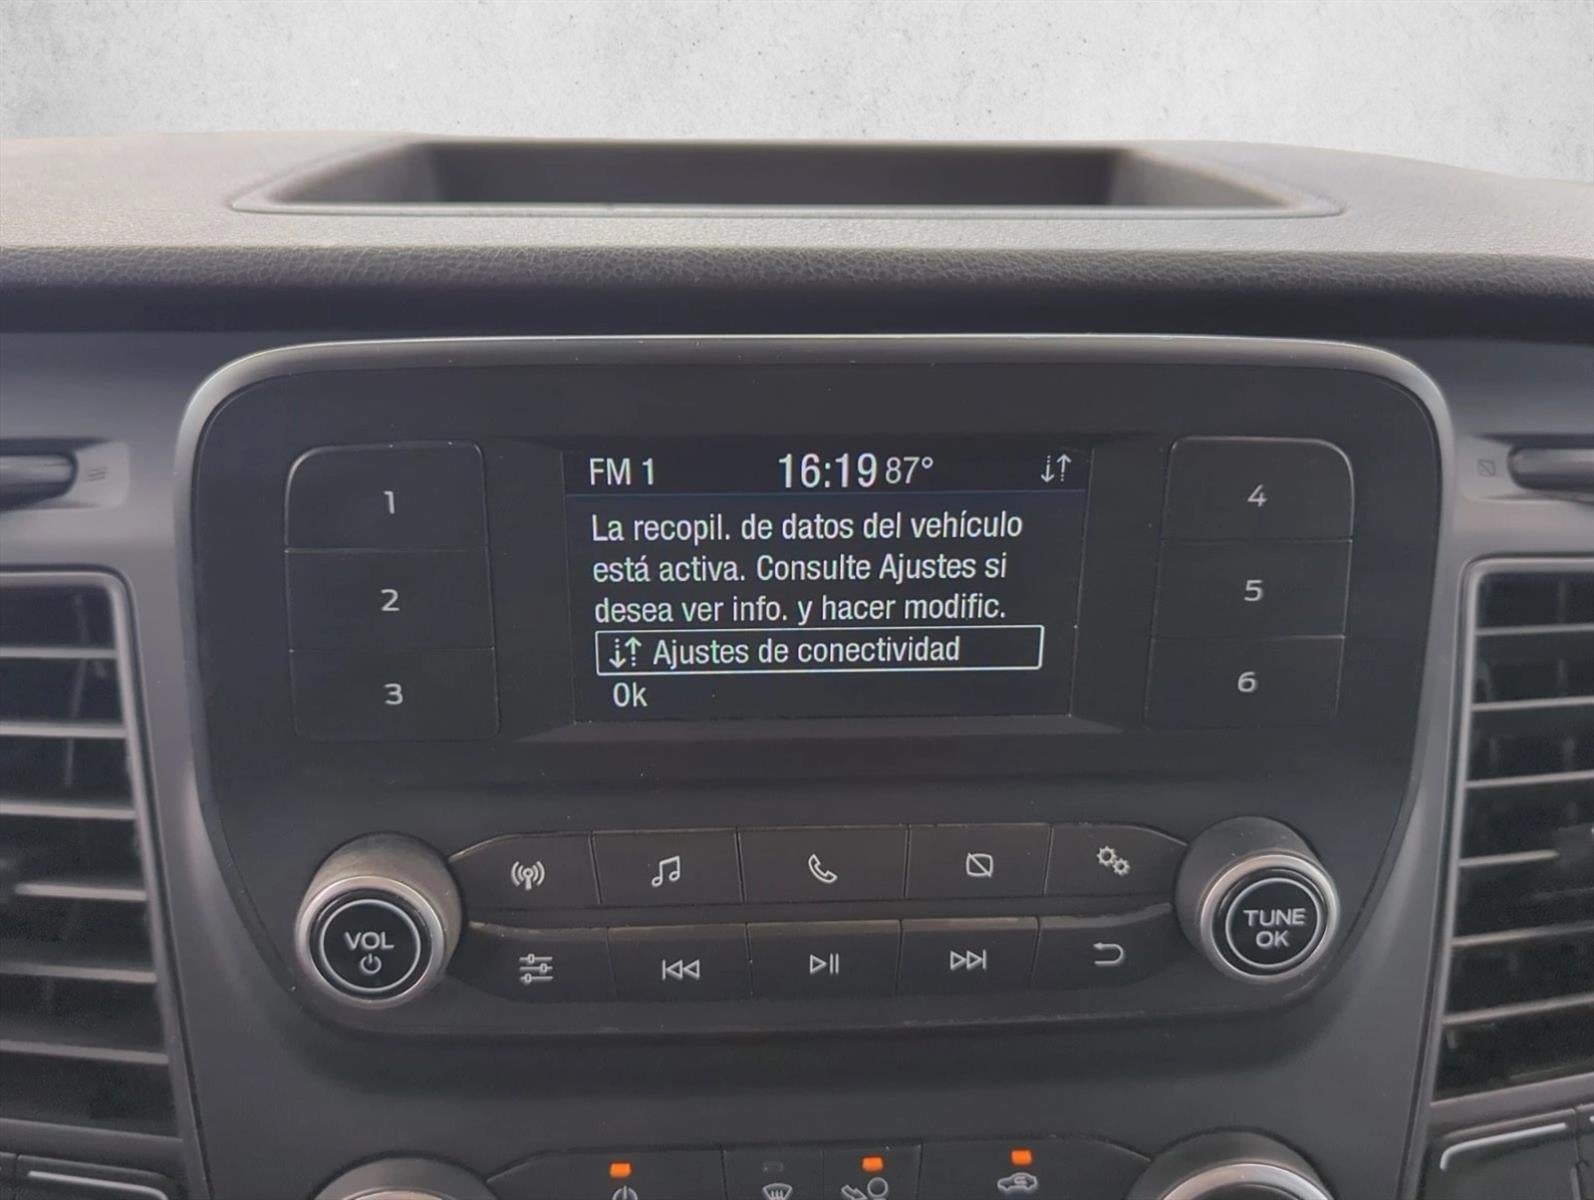 FM 1 16:19 87°
La recopil. de datos del vehículo
está activa. Consulte Ajustes si
desea ver info. y hacer modific.
Ajustes de conectividad
Ok
1
2
3
4
5
6
VOL
TUNE
OK